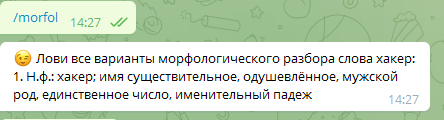 /morfol
14:27
😉 Лови все варианты морфологического разбора слова хакер:
1. Н.ф.: хакер; имя существительное, одушевлённое, мужской
род, единственное число, именительный падеж
14:27